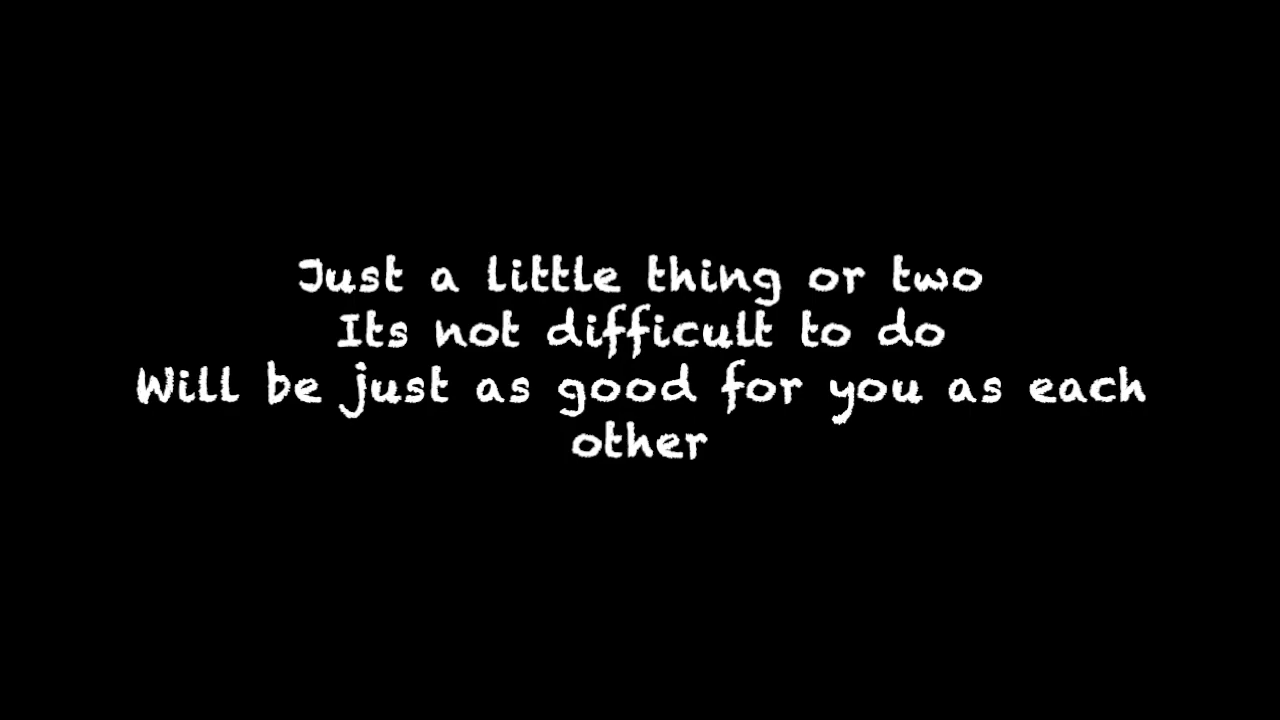 Just a little thing or two
Its not difficult to do
Will be just as good for you as each
other